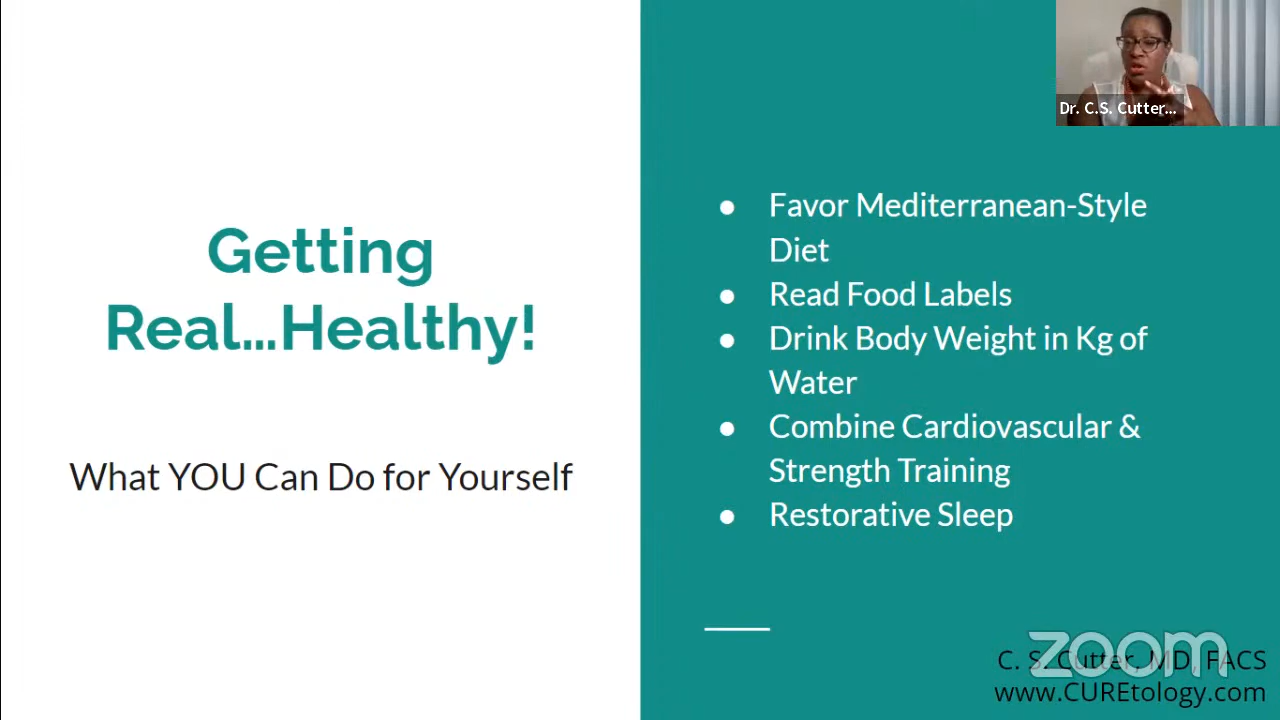 Getting
Real...Healthy!
What YOU Can Do for Yourself
Dr. C.S. Cutter...
● Favor Mediterranean-Style
Diet
● Read Food Labels
● Drink Body Weight in Kg of
Water
● Combine Cardiovascular &
Strength Training
● Restorative Sleep
zoom
C. S. Cutter, MD, FACS
www.CUREtology.com